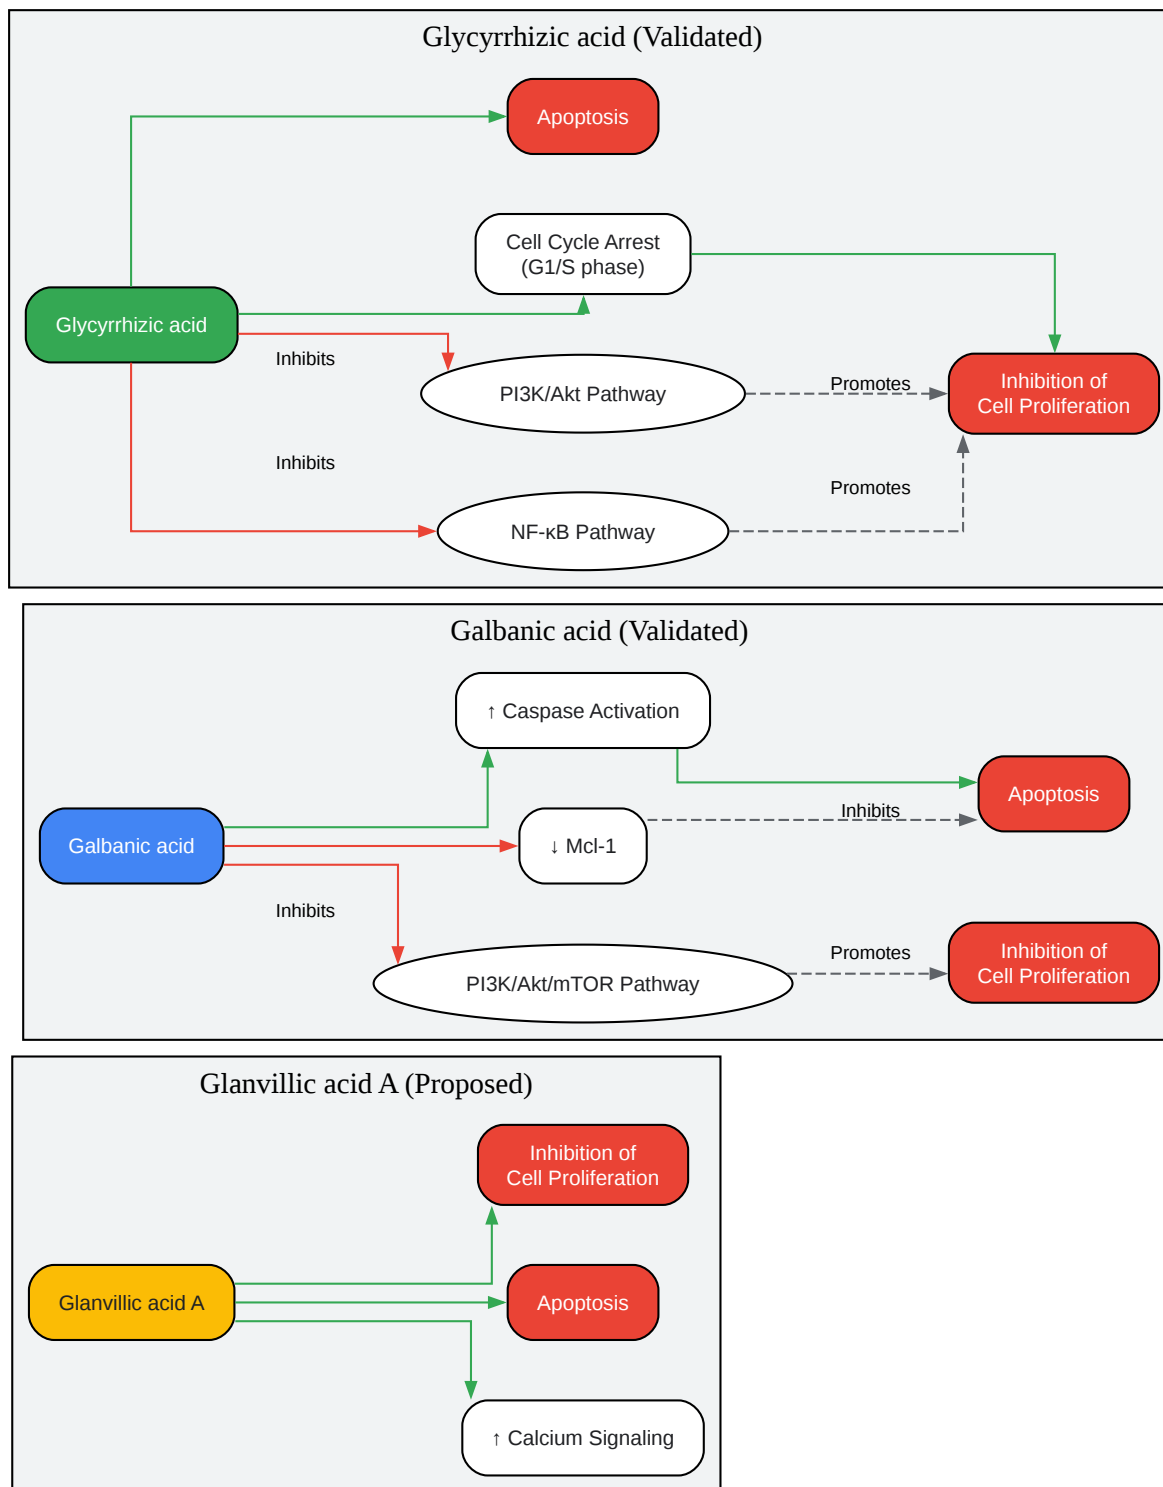 Glycyrrhizic acid (Validated)
Apoptosis
Cell Cycle Arrest
(G1/S phase)
Glycyrrhizic acid
Inhibits
PI3K/Akt Pathway
Promotes
Inhibition of
Cell Proliferation
Inhibits
Promotes
NF-κB Pathway
Galbanic acid (Validated)
↑ Caspase Activation
Apoptosis
Inhibits
Galbanic acid
↓ Mcl-1
Inhibits
PI3K/Akt/mTOR Pathway
Promotes
Inhibition of
Cell Proliferation
Glanvillic acid A (Proposed)
Inhibition of
Cell Proliferation
Glanvillic acid A
Apoptosis
↑ Calcium Signaling